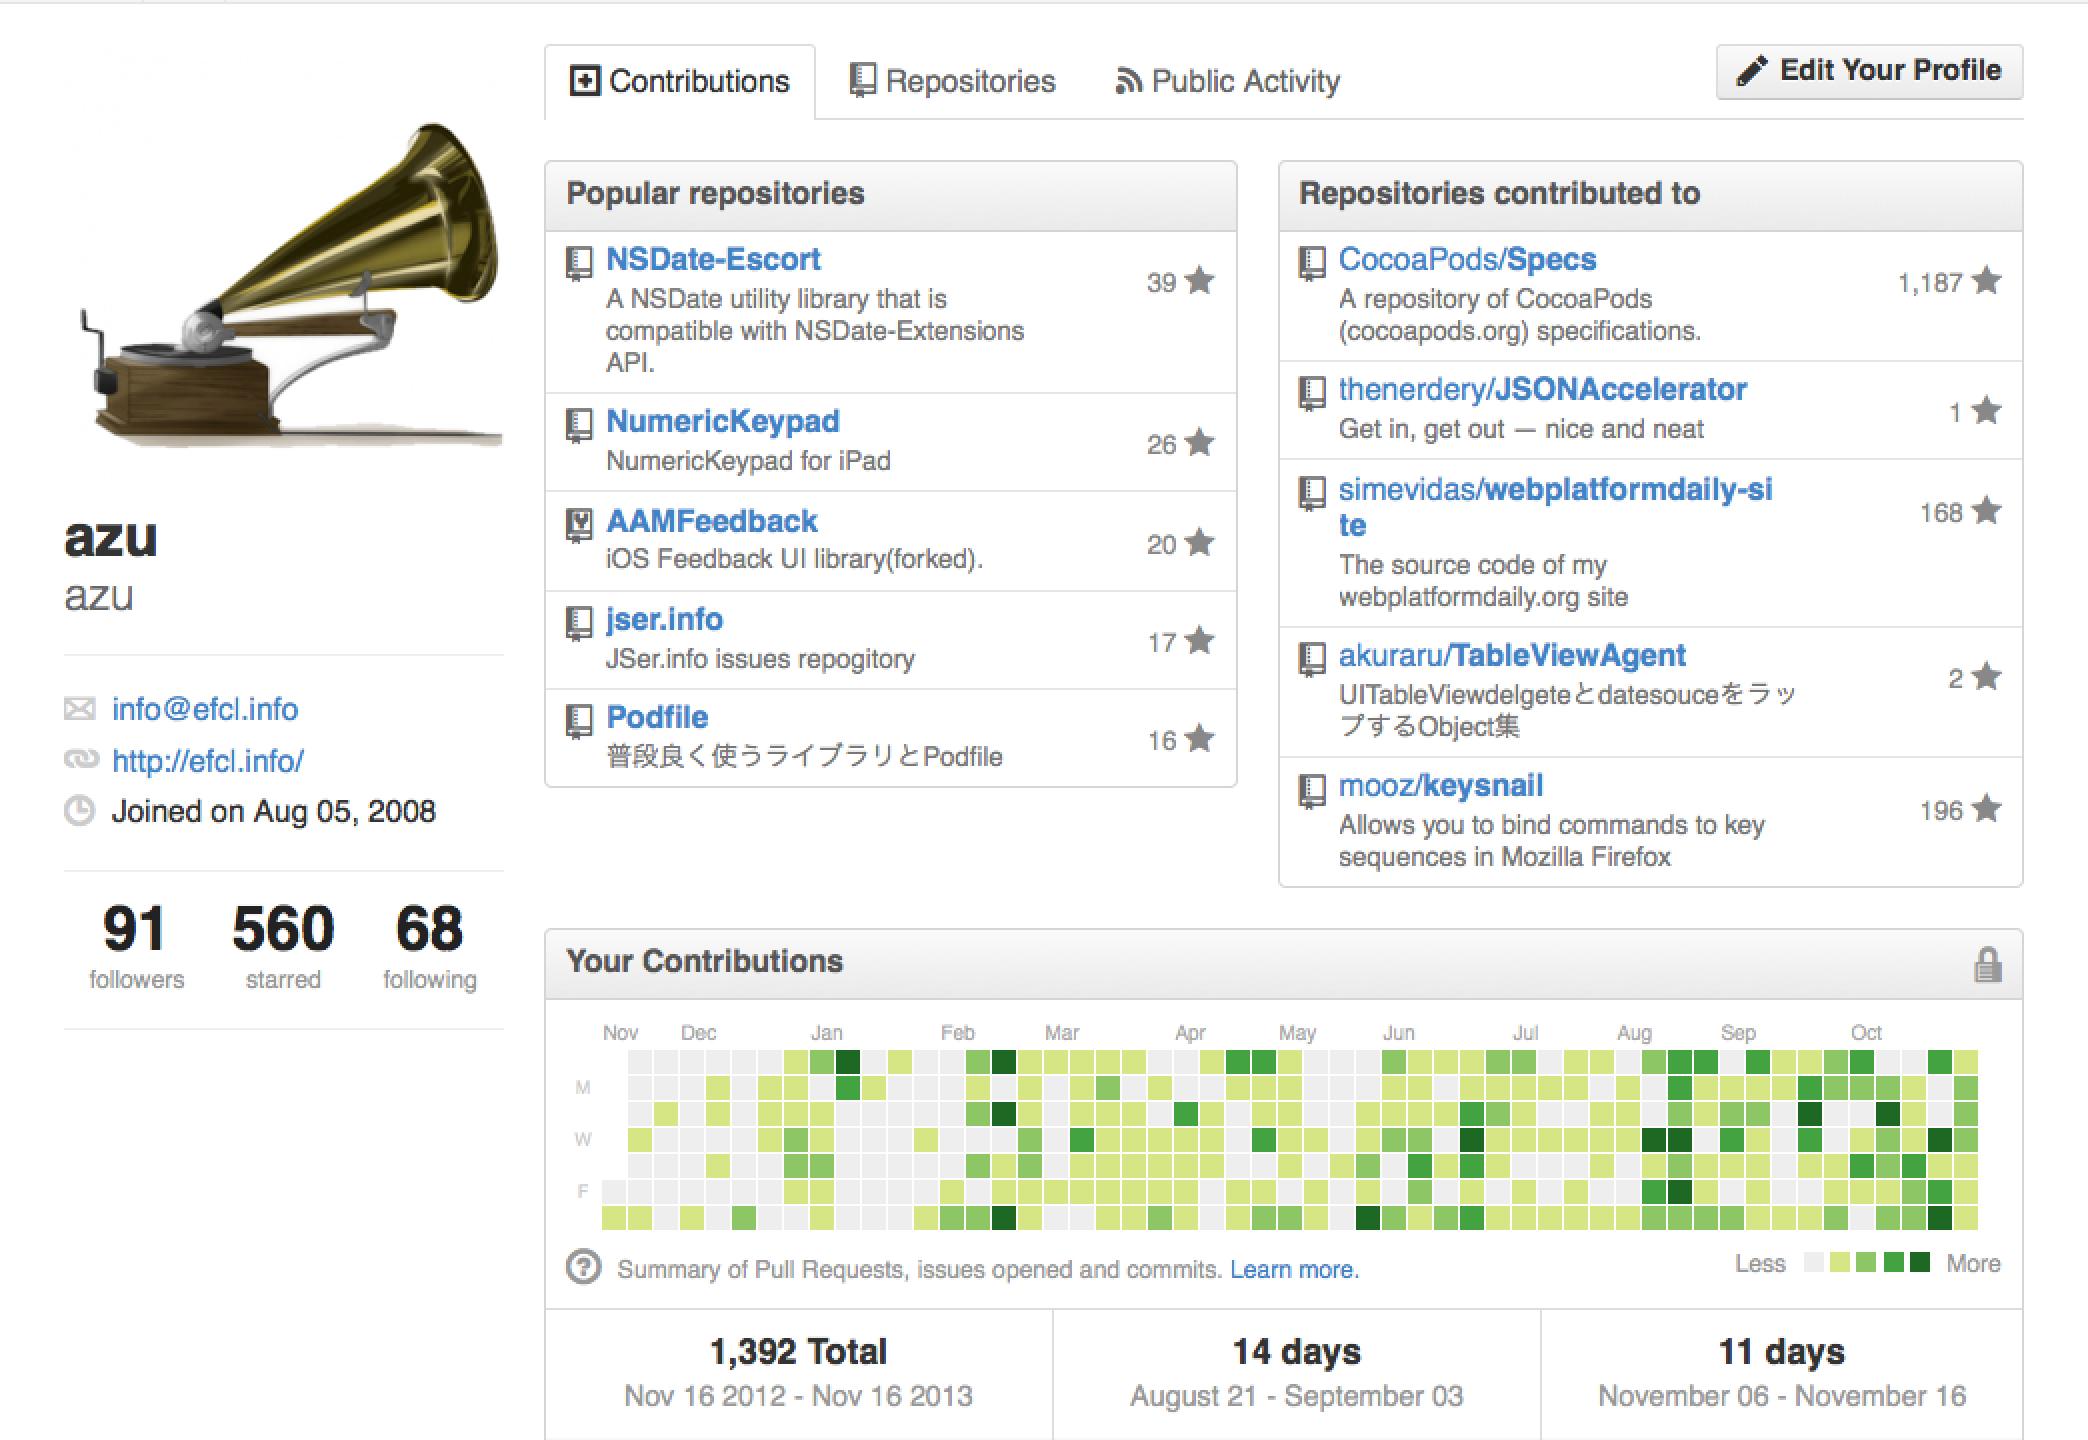 Contributions
Repositories
Public Activity
Edit Your Profile
azu
azu
info@efcl.info
http://efcl.info/
Joined on Aug 05, 2008
91
followers
560
starred
68
following
Popular repositories
NSDate-Escort
39
A NSDate utility library that is
compatible with NSDate-Extensions
API.
NumericKeypad
26
NumericKeypad for iPad
AAMFeedback
20
iOS Feedback UI library(forked).
jser.info
17
JSer.info issues repogitory
Podfile
16
普段良く使うライブラリとPodfile
Repositories contributed to
CocoaPods/Specs
1,187
A repository of CocoaPods
(cocoapods.org) specifications.
thenerdery/JSONAccelerator
1
Get in, get out — nice and neat
simevidas/webplatformdaily-si
te
168
The source code of my
webplatformdaily.org site
akuraru/TableViewAgent
2
UITableViewdelgeteとdatesouceをラッ
プするObject集
mooz/keysnail
196
Allows you to bind commands to key
sequences in Mozilla Firefox
Your Contributions
Nov Dec Jan Feb Mar Apr May Jun Jul Aug Sep Oct
M
W
F
Summary of Pull Requests, issues opened and commits. Learn more.
Less More
1,392 Total
Nov 16 2012 - Nov 16 2013
14 days
August 21 - September 03
11 days
November 06 - November 16